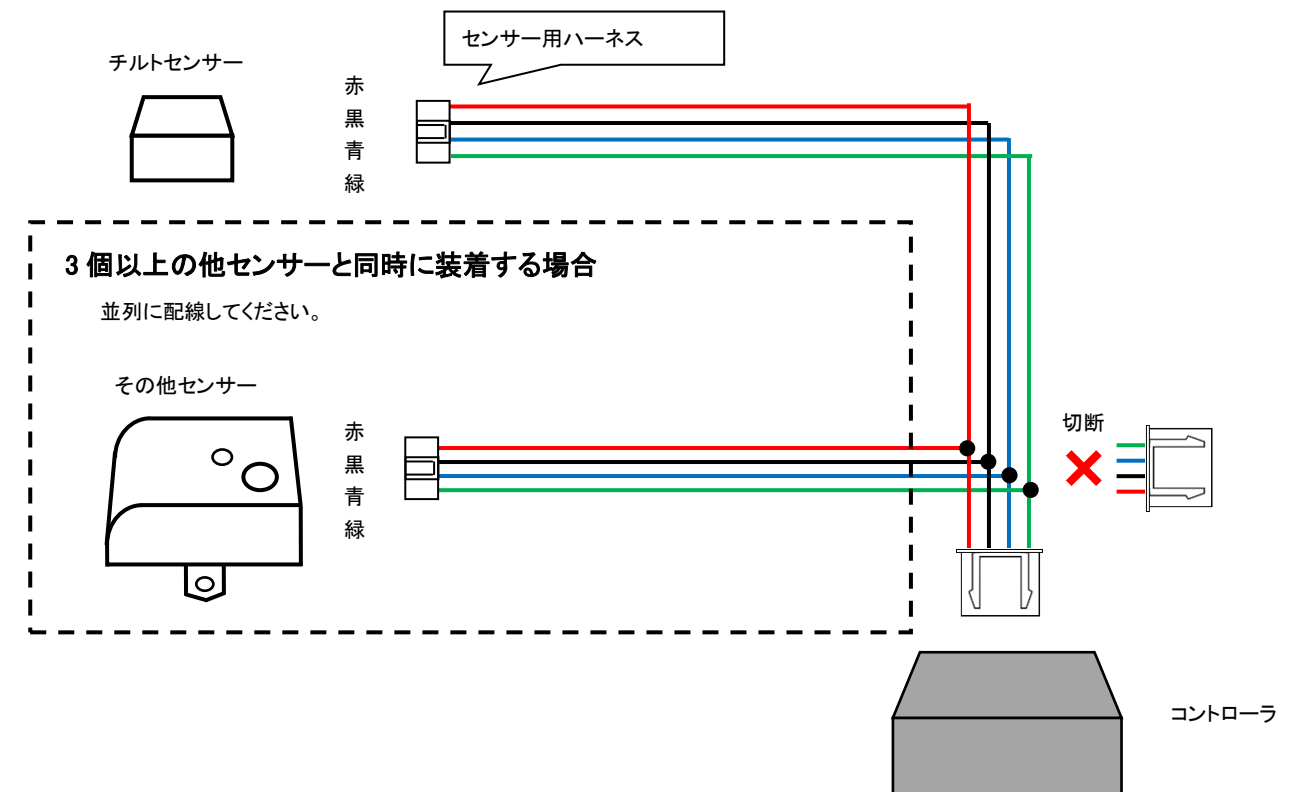 センサー用ハーネス
チルトセンサー
赤
黒
青
緑
3 個以上の他センサーと同時に装着する場合
並列に配線してください。
その他センサー
赤
黒
青
緑
切断
コントローラ